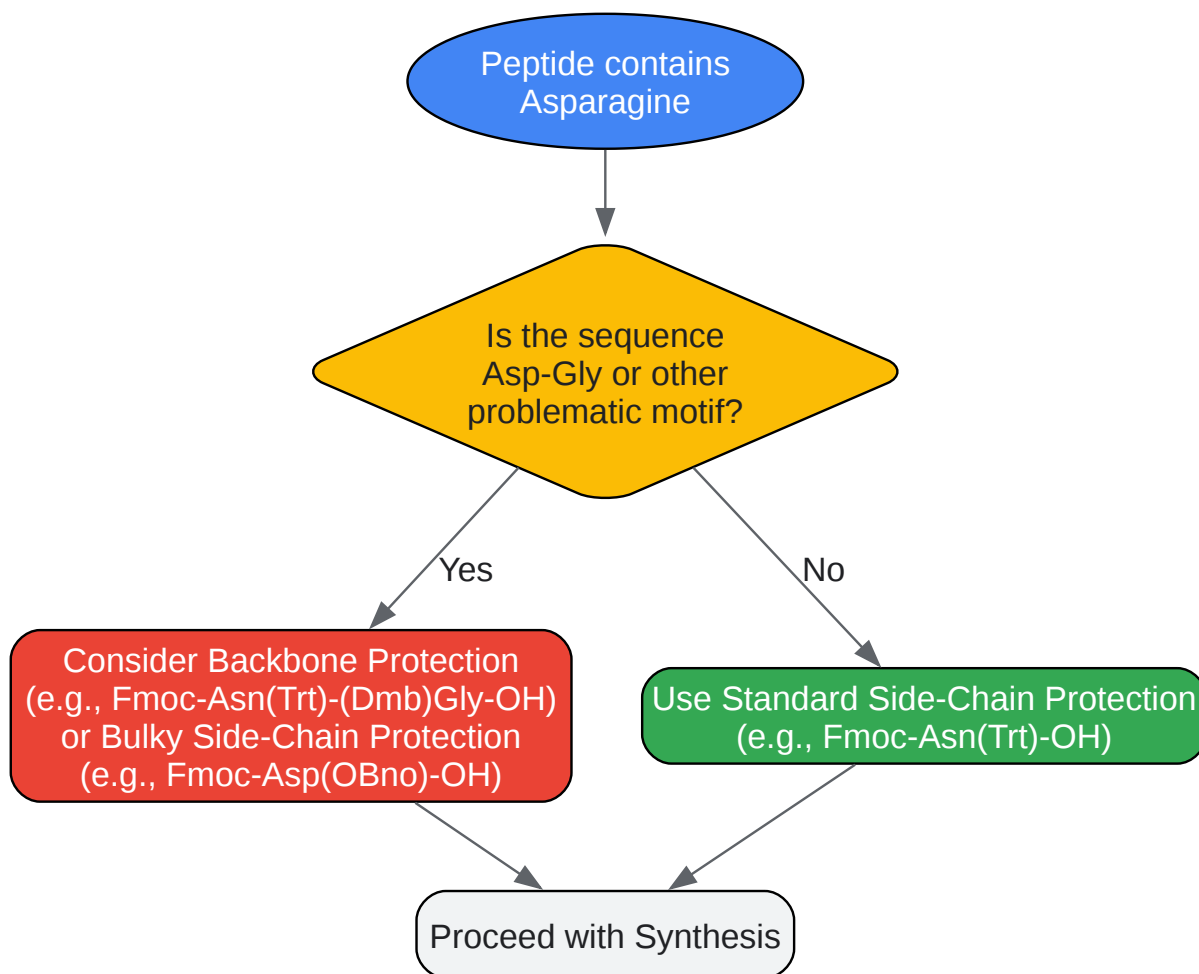 Peptide contains
Asparagine
Is the sequence
Asp-Gly or other
problematic motif?
Yes
No
Consider Backbone Protection
(e.g., Fmoc-Asn(Trt)-(Dmb)Gly-OH)
or Bulky Side-Chain Protection
(e.g., Fmoc-Asp(OBno)-OH)
Use Standard Side-Chain Protection
(e.g., Fmoc-Asn(Trt)-OH)
Proceed with Synthesis